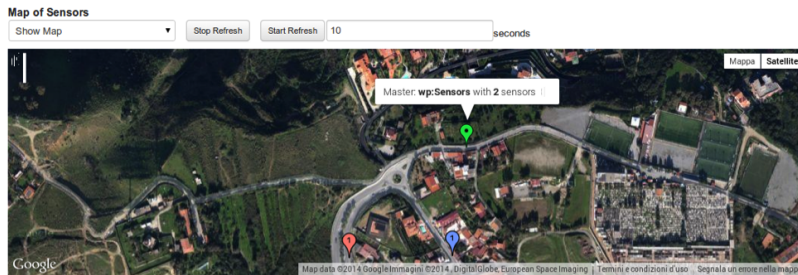 Map of Sensors
Show Map Stop Refresh Start Refresh 10 seconds
Mappa Satellite
Master: wp:Sensors with 2 sensors
1 1
Google
Map data ©2014 Google Immagini ©2014 , DigitalGlobe, European Space Imaging Termini e condizioni d'uso Segnala un errore nella mapp